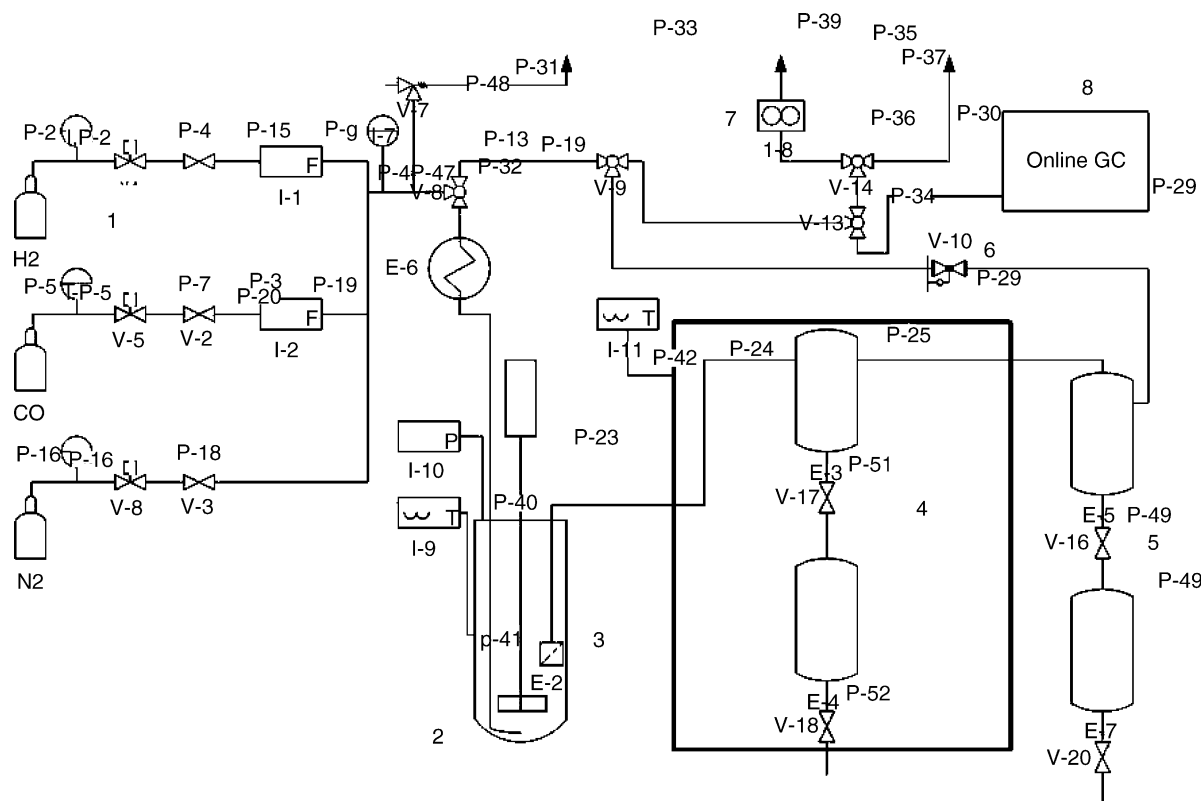 P-39
P-33
P-35
P-37
P-31
P-48
8
V-7
7
P-36
P-30
P-2
P-2
P-4
P-15
P-9
I-7
P-13
P-19
1-8
Online GC
F
P-32
P-47
V-8
V-9
V-14
P-34
P-29
I-1
1
V-13
H2
E-6
V-10
6
P-29
P-5
P-5
P-7
P-3
P-20
P-19
F
T
V-5
V-2
I-2
I-11
P-42
P-24
P-25
CO
P-16
P-16
P-18
P
P-23
I-10
V-8
V-3
E-3
P-51
V-17
4
T
P-40
E-5
P-49
I-9
V-16
5
N2
P-49
p-41
3
E-2
E-4
P-52
V-18
2
E-7
V-20